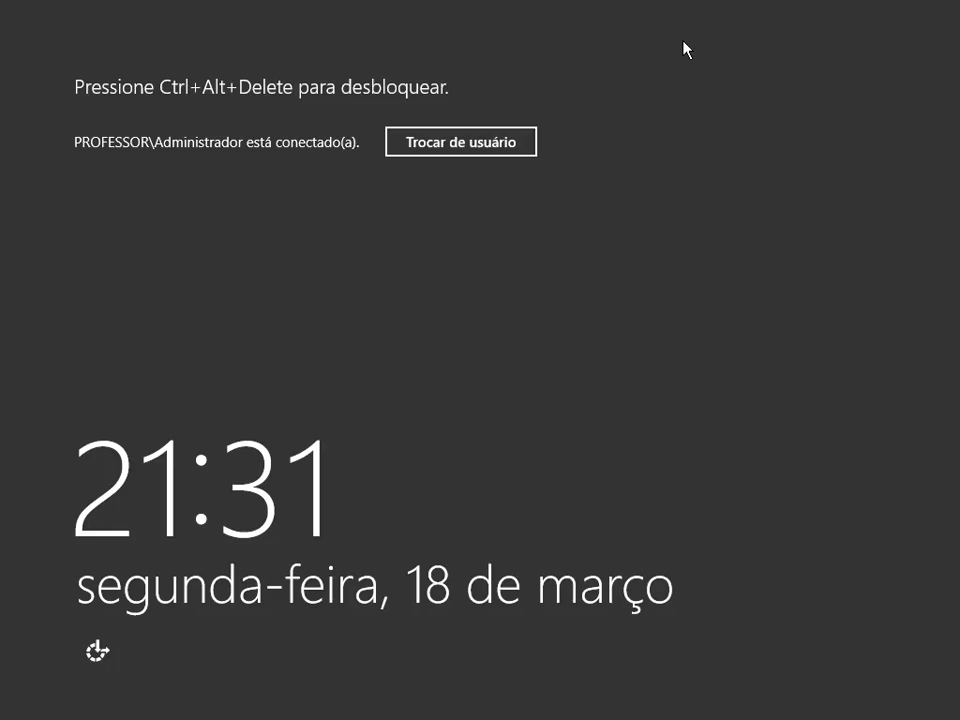 Pressione Ctrl+Alt+Delete para desbloquear.
PROFESSOR\Administrador está conectado(a).
Trocar de usuário
21:31
segunda-feira, 18 de março